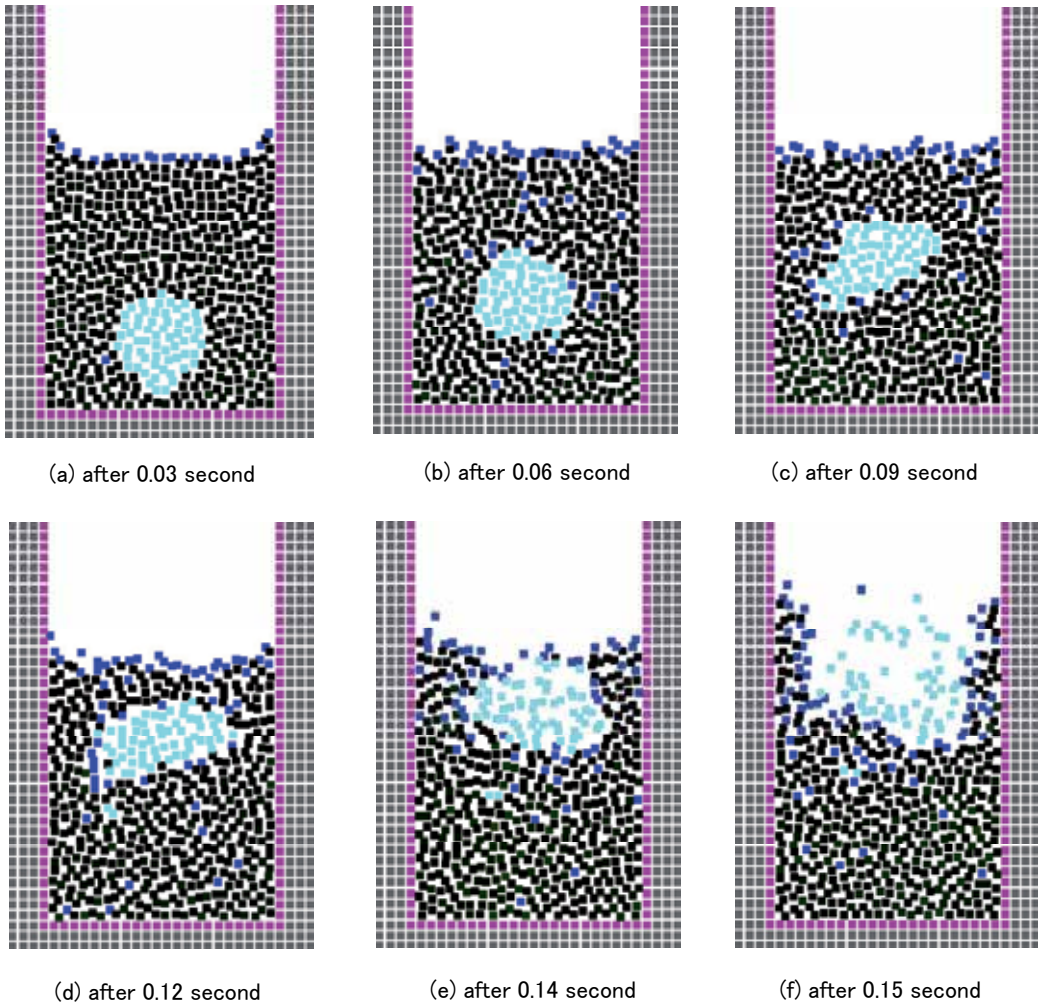 (a) after 0.03 second
(b) after 0.06 second
(c) after 0.09 second
(d) after 0.12 second
(e) after 0.14 second
(f) after 0.15 second